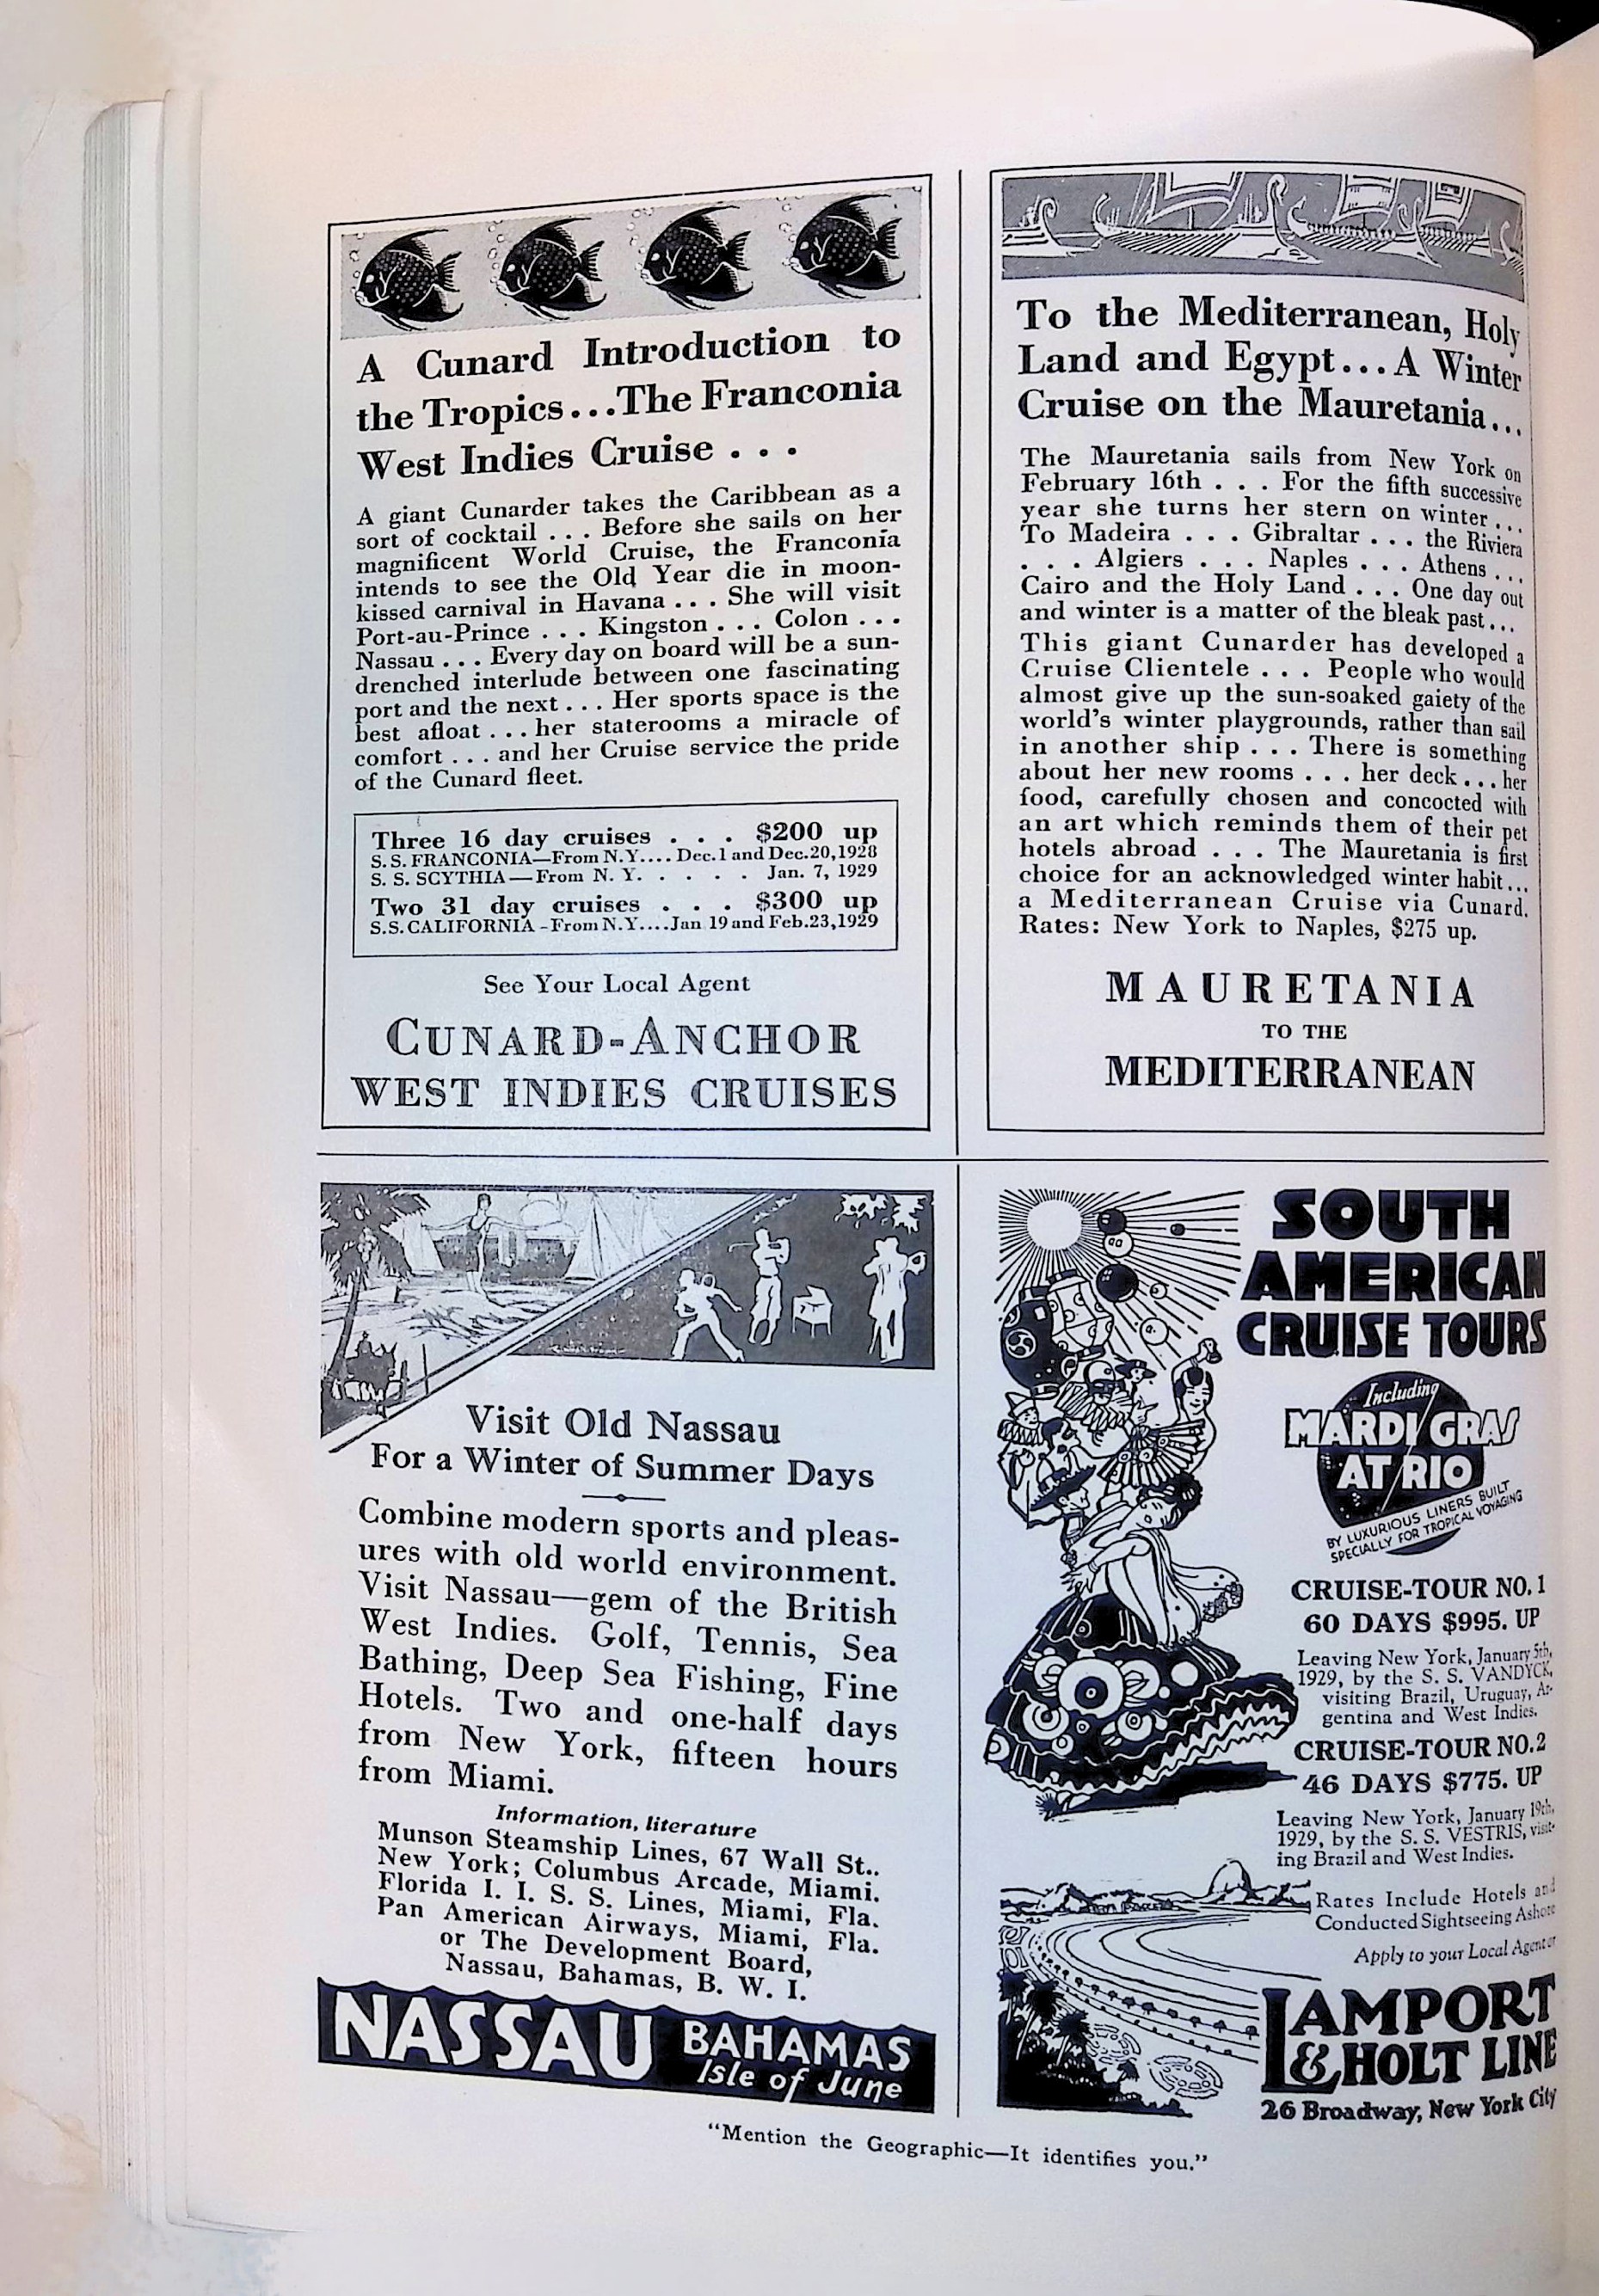 A Cunard Introduction to
the Tropics...The Franconia
West Indies Cruise . . .
A giant Cunarder takes the Caribbean as a
sort of cocktail . . . Before she sails on her
magnificent World Cruise, the Franconia
intends to see the Old Year die in moon-
kissed carnival in Havana . . . She will visit
Port-au-Prince . . . Kingston . . . Colon . . .
Nassau . . . Every day on board will be a sun-
drenched interlude between one fascinating
port and the next . . . Her sports space is the
best afloat . . . her staterooms a miracle of
comfort . . . and her Cruise service the pride
of the Cunard fleet.
Three 16 day cruises . . . $200 up
S.S. FRANCONIA—From N.Y.... Dec.1 and Dec.20,1928
S. S. SCYTHIA—From N. Y. . . . . . Jan. 7, 1929
Two 31 day cruises . . . $300 up
S.S. CALIFORNIA-From N.Y....Jan 19 and Feb.23,1929
See Your Local Agent
CUNARD-ANCHOR
WEST INDIES CRUISES
To the Mediterranean, Holy
Land and Egypt...A Winter
Cruise on the Mauretania...
The Mauretania sails from New York on
February 16th . . . For the fifth successive
year she turns her stern on winter . . .
To Madeira . . . Gibraltar . . . the Riviera
. . . Algiers . . . Naples . . . Athens . . .
Cairo and the Holy Land . . . One day out
and winter is a matter of the bleak past . . .
This giant Cunarder has developed a
Cruise Clientele . . . People who would
almost give up the sun-soaked gaiety of the
world's winter playgrounds, rather than sail
in another ship . . . There is something
about her new rooms . . . her deck . . . her
food, carefully chosen and concocted with
an art which reminds them of their pet
hotels abroad . . . The Mauretania is first
choice for an acknowledged winter habit . . .
a Mediterranean Cruise via Cunard.
Rates: New York to Naples, $275 up.
MAURETANIA
TO THE
MEDITERRANEAN
Visit Old Nassau
For a Winter of Summer Days
Combine modern sports and pleas-
ures with old world environment.
Visit Nassau—gem of the British
West Indies. Golf, Tennis, Sea
Bathing, Deep Sea Fishing, Fine
Hotels. Two and one-half days
from New York, fifteen hours
from Miami.
Information, literature
Munson Steamship Lines, 67 Wall St..
New York; Columbus Arcade, Miami.
Florida I. I. S. S. Lines, Miami, Fla.
Pan American Airways, Miami, Fla.
or The Development Board,
Nassau, Bahamas, B. W. I.
NASSAU BAHAMAS
Isle of June
SOUTH
AMERICAN
CRUISE TOURS
Including
MARDI GRAS
AT RIO
BY LUXURIOUS LINERS BUILT
SPECIALLY FOR TROPICAL VOYAGING
CRUISE-TOUR NO. 1
60 DAYS $995. UP
Leaving New York, January 5th,
1929, by the S. S. VANDYCK,
visiting Brazil, Uruguay, Ar-
gentina and West Indies.
CRUISE-TOUR NO.2
46 DAYS $775. UP
Leaving New York, January 19th,
1929, by the S. S. VESTRIS, visit-
ing Brazil and West Indies.
Rates Include Hotels and
Conducted Sightseeing Ashore
Apply to your Local Agent or
LAMPORT
& HOLT LINE
26 Broadway, New York City
"Mention the Geographic—It identifies you."